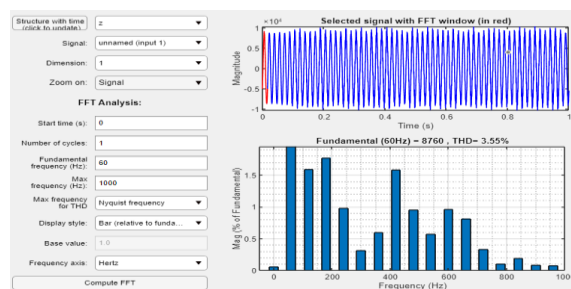 Structure with time
(click to update)
z
Signal:
unnamed (input 1)
Dimension:
1
Zoom on:
Signal
FFT Analysis:
Start time (s):
0
Number of cycles:
1
Fundamental
frequency (Hz):
60
Max
frequency (Hz):
1000
Max frequency
for THD:
Nyquist frequency
Display style:
Bar (relative to funda...
Base value:
1.0
Frequency axis:
Hertz
Compute FFT
×10⁴
Selected signal with FFT window (in red)
1
0.5
0
-0.5
-1
Magnitude
0
0.2
0.4
0.6
0.8
1
Time (s)
Fundamental (60Hz) = 8760 , THD= 3.55%
1.5
1
0.5
0
Mag (% of Fundamental)
0
200
400
600
800
1000
Frequency (Hz)